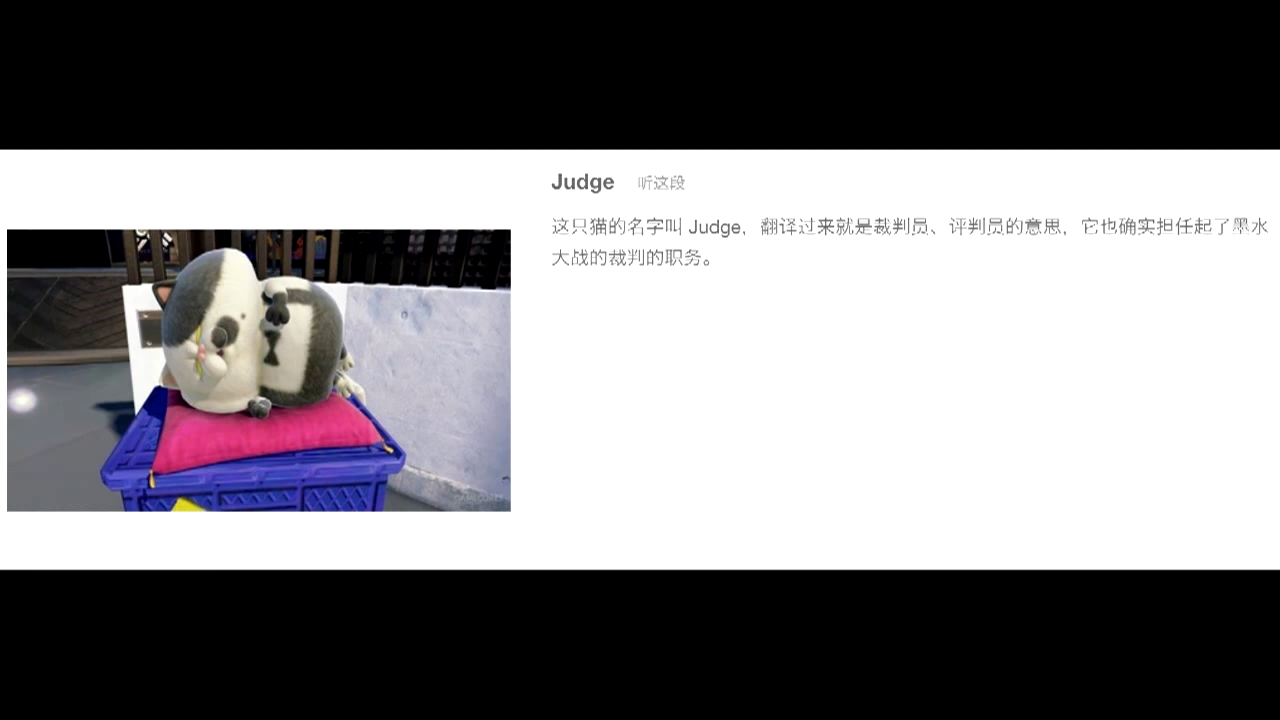 Judge 听这段
这只猫的名字叫 Judge，翻译过来就是裁判员、评判员的意思，它也确实担任起了墨水
大战的裁判的职务。